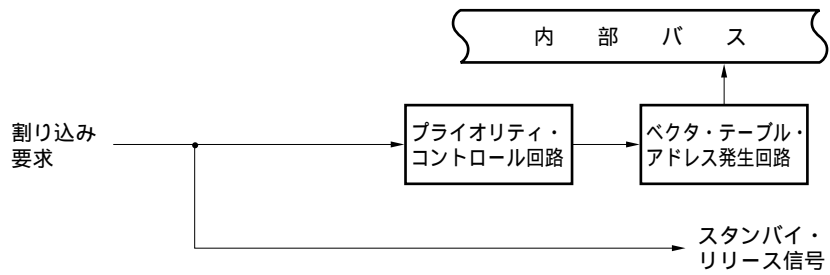 内 部 バ ス
割り込み
要求
プライオリティ・
コントロール回路
ベクタ・テーブル・
アドレス発生回路
スタンバイ・
リリース信号